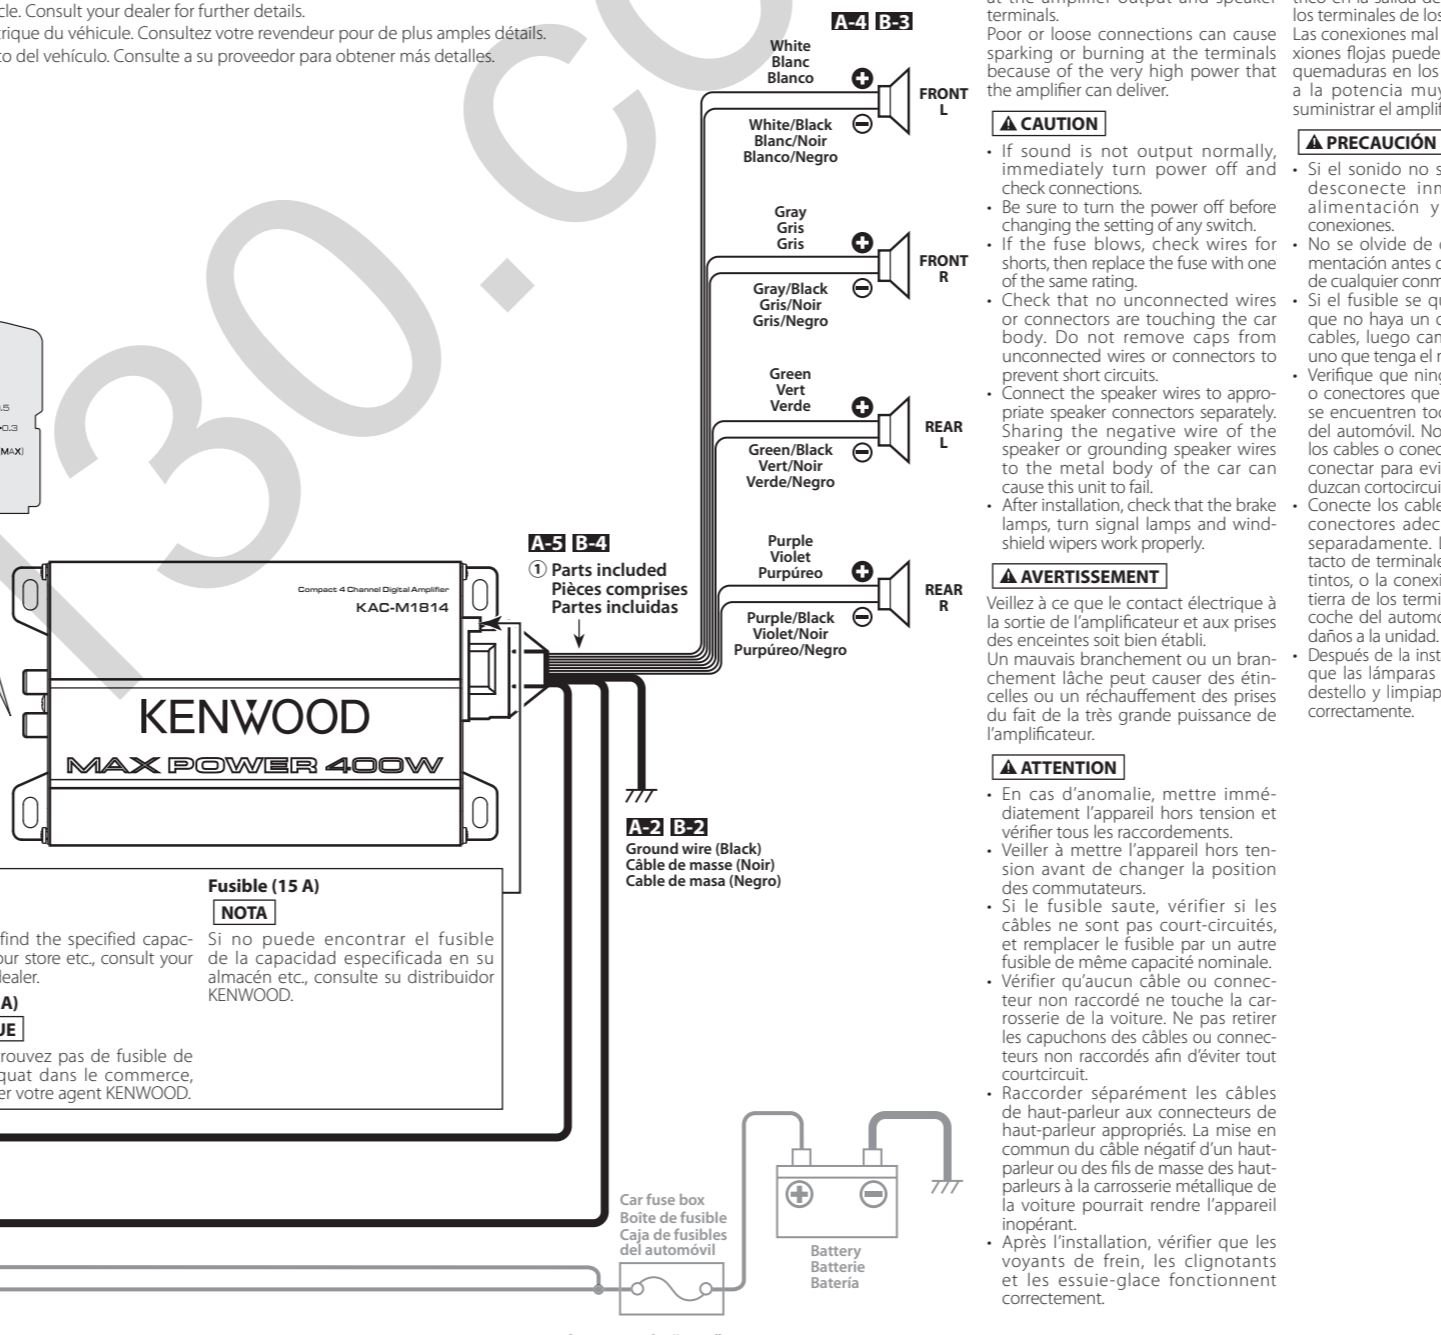 cle. Consult your dealer for further details.
trique du véhicule. Consultez votre revendeur pour de plus amples détails.
to del vehículo. Consulte a su proveedor para obtener más detalles.
130.co
A-4 B-3
White
Blanc
Blanco
White/Black
Blanc/Noir
Blanco/Negro
FRONT
L
Gray
Gris
Gris
Gray/Black
Gris/Noir
Gris/Negro
FRONT
R
Green
Vert
Verde
Green/Black
Vert/Noir
Verde/Negro
REAR
L
Purple
Violet
Purpúreo
Purple/Black
Violet/Noir
Purpúreo/Negro
REAR
R
A-5 B-4
① Parts included
Pièces comprises
Partes incluidas
.5
0.3
(MAX)
Compact 4 Channel Digital Amplifier
KAC-M1814
KENWOOD
MAX POWER 400W
A-2 B-2
Ground wire (Black)
Câble de masse (Noir)
Cable de masa (Negro)
find the specified capac-
our store etc., consult your
dealer.
A)
UE
rouvez pas de fusible de
quat dans le commerce,
er votre agent KENWOOD.
Fusible (15 A)
NOTA
Si no puede encontrar el fusible
de la capacidad especificada en su
almacén etc., consulte su distribuidor
KENWOOD.
Car fuse box
Boîte de fusible
Caja de fusibles
del automóvil
Battery
Batterie
Batería
at the amplifier output and speaker
terminals.
Poor or loose connections can cause
sparking or burning at the terminals
because of the very high power that
the amplifier can deliver.
CAUTION
• If sound is not output normally,
immediately turn power off and
check connections.
• Be sure to turn the power off before
changing the setting of any switch.
• If the fuse blows, check wires for
shorts, then replace the fuse with one
of the same rating.
• Check that no unconnected wires
or connectors are touching the car
body. Do not remove caps from
unconnected wires or connectors to
prevent short circuits.
• Connect the speaker wires to appro-
priate speaker connectors separately.
Sharing the negative wire of the
speaker or grounding speaker wires
to the metal body of the car can
cause this unit to fail.
• After installation, check that the brake
lamps, turn signal lamps and wind-
shield wipers work properly.
AVERTISSEMENT
Veillez à ce que le contact électrique à
la sortie de l'amplificateur et aux prises
des enceintes soit bien établi.
Un mauvais branchement ou un bran-
chement lâche peut causer des étin-
celles ou un réchauffement des prises
du fait de la très grande puissance de
l'amplificateur.
ATTENTION
• En cas d'anomalie, mettre immé-
diatement l'appareil hors tension et
vérifier tous les raccordements.
• Veiller à mettre l'appareil hors ten-
sion avant de changer la position
des commutateurs.
• Si le fusible saute, vérifier si les
câbles ne sont pas court-circuités,
et remplacer le fusible par un autre
fusible de même capacité nominale.
• Vérifier qu'aucun câble ou connec-
teur non raccordé ne touche la car-
rosserie de la voiture. Ne pas retirer
les capuchons des câbles ou connec-
teurs non raccordés afin d'éviter tout
courtcircuit.
• Raccorder séparément les câbles
de haut-parleur aux connecteurs de
haut-parleur appropriés. La mise en
commun du câble négatif d'un haut-
parleur ou des fils de masse des haut-
parleurs à la carrosserie métallique de
la voiture pourrait rendre l'appareil
inopérant.
• Après l'installation, vérifier que les
voyants de frein, les clignotants
et les essuie-glace fonctionnent
correctement.
trico en la salida de
los terminales de los
Las conexiones mal
xiones flojas puede
quemaduras en los
a la potencia muy
suministrar el amplif
PRECAUCIÓN
• Si el sonido no s
desconecte inn
alimentación y
conexiones.
• No se olvide de
mentación antes
de cualquier conm
• Si el fusible se qu
que no haya un c
cables, luego can
uno que tenga el
• Verifique que nin
o conectores que
se encuentren toc
del automóvil. No
los cables o conec
conectar para evi
duzcan cortocircui
• Conecte los cable
conectores adec
separadamente.
tacto de terminale
tintos, o la conexi
tierra de los termi
coche del automó
daños a la unidad.
• Después de la inst
que las lámparas
destello y limpiap
correctamente.